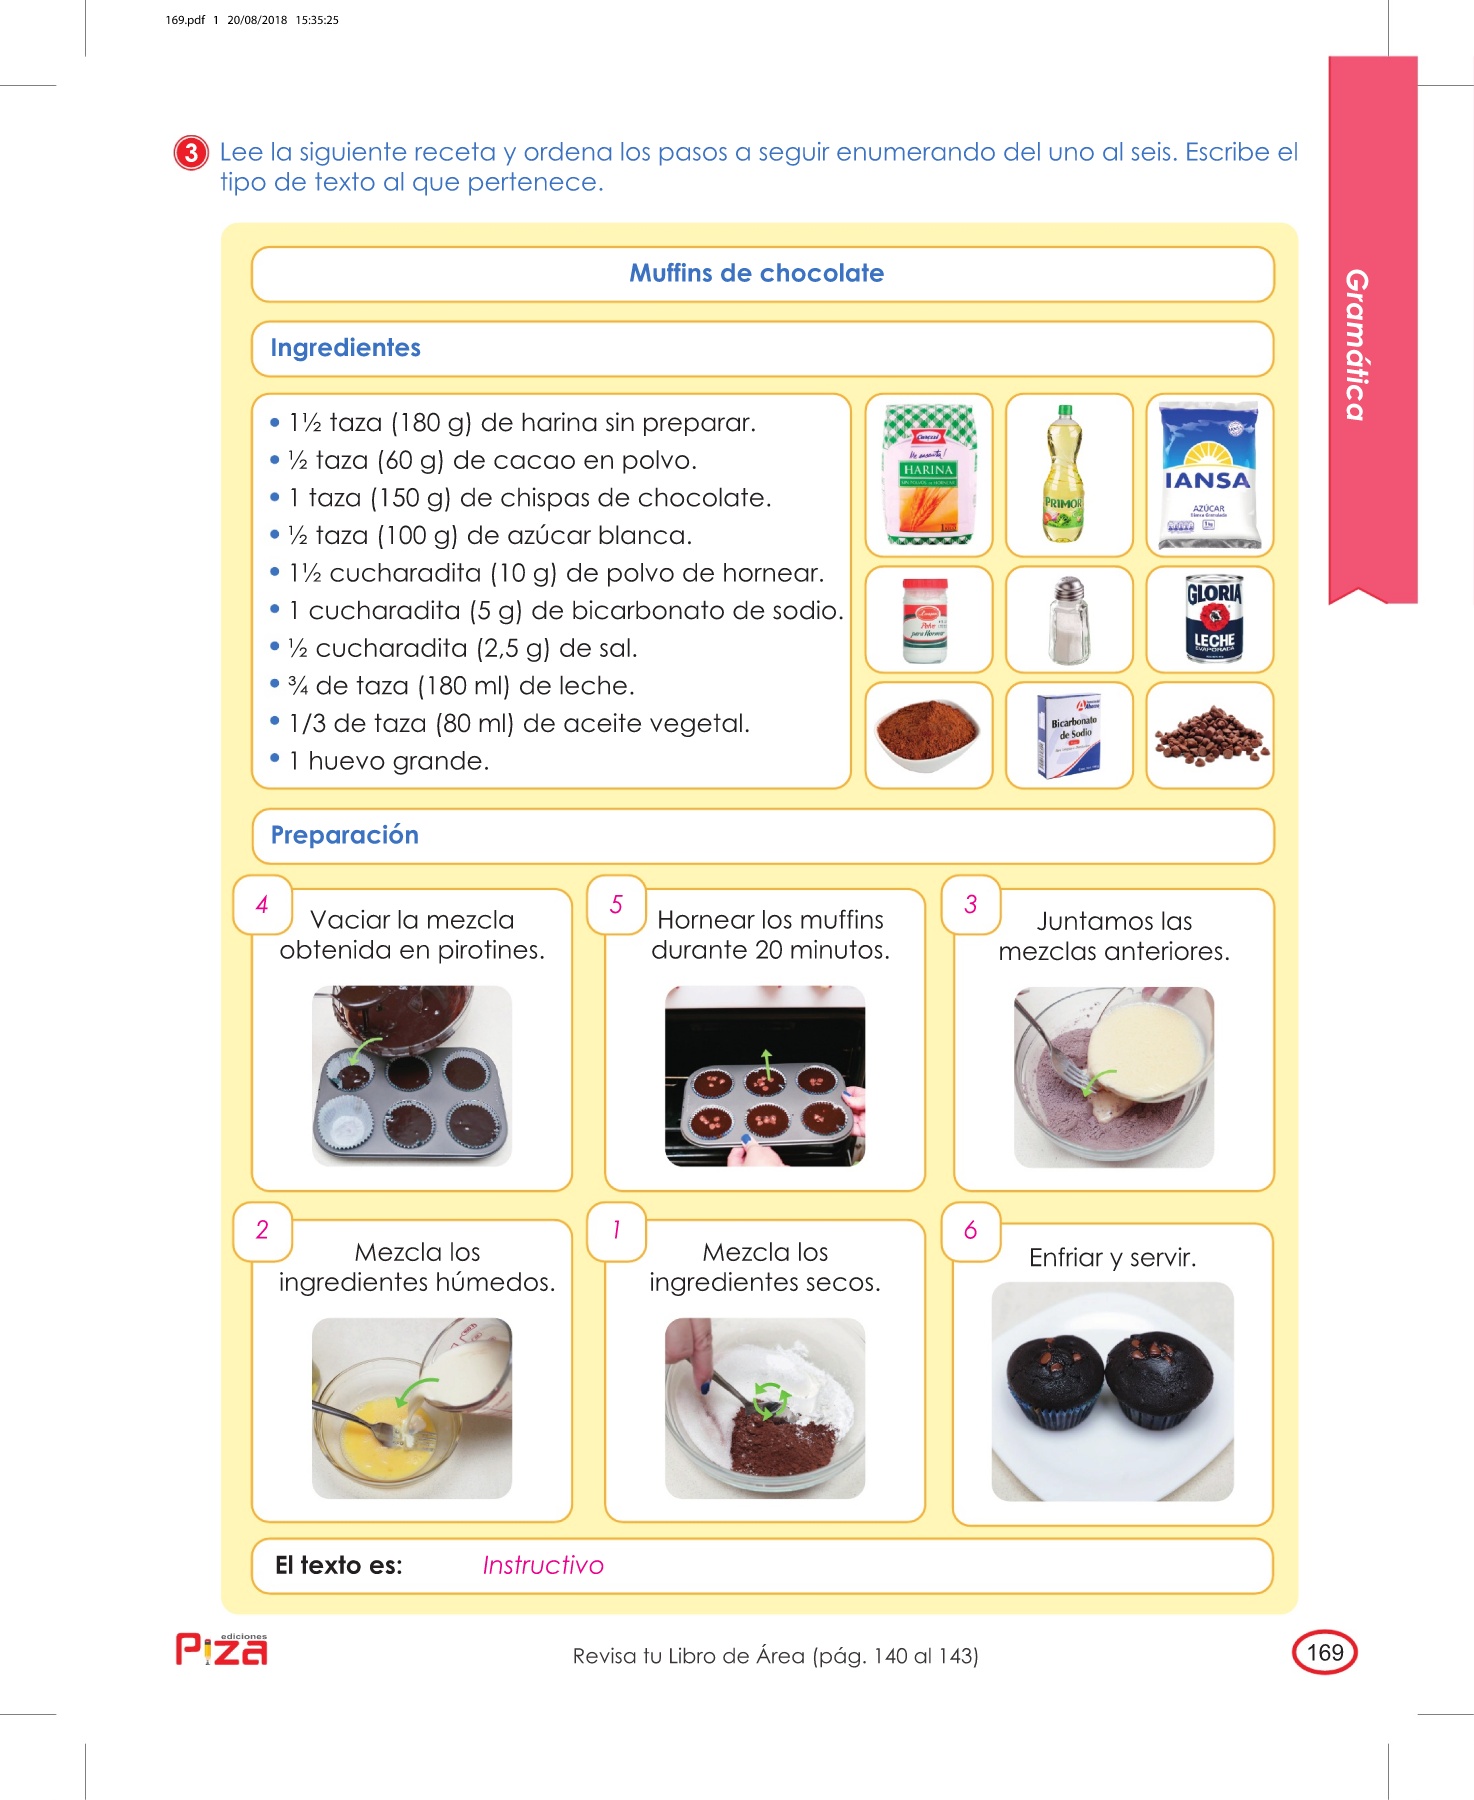 169.pdf 1 20/08/2018 15:35:25
3 Lee la siguiente receta y ordena los pasos a seguir enumerando del uno al seis. Escribe el
tipo de texto al que pertenece.
Gramática
Muffins de chocolate
Ingredientes
• 1½ taza (180 g) de harina sin preparar.
• ½ taza (60 g) de cacao en polvo.
• 1 taza (150 g) de chispas de chocolate.
• ½ taza (100 g) de azúcar blanca.
• 1½ cucharadita (10 g) de polvo de hornear.
• 1 cucharadita (5 g) de bicarbonato de sodio.
• ½ cucharadita (2,5 g) de sal.
• ¾ de taza (180 ml) de leche.
• 1/3 de taza (80 ml) de aceite vegetal.
• 1 huevo grande.
HARINA
PRIMOR
IANSA
AZÚCAR
Polvo
para Hornear
GLORIA
LECHE
EVAPORADA
Bicarbonato
de Sodio
Preparación
4
Vaciar la mezcla
obtenida en pirotines.
5
Hornear los muffins
durante 20 minutos.
3
Juntamos las
mezclas anteriores.
2
Mezcla los
ingredientes húmedos.
1
Mezcla los
ingredientes secos.
6
Enfriar y servir.
El texto es: Instructivo
ediciones
Piza
Revisa tu Libro de Área (pág. 140 al 143)
169